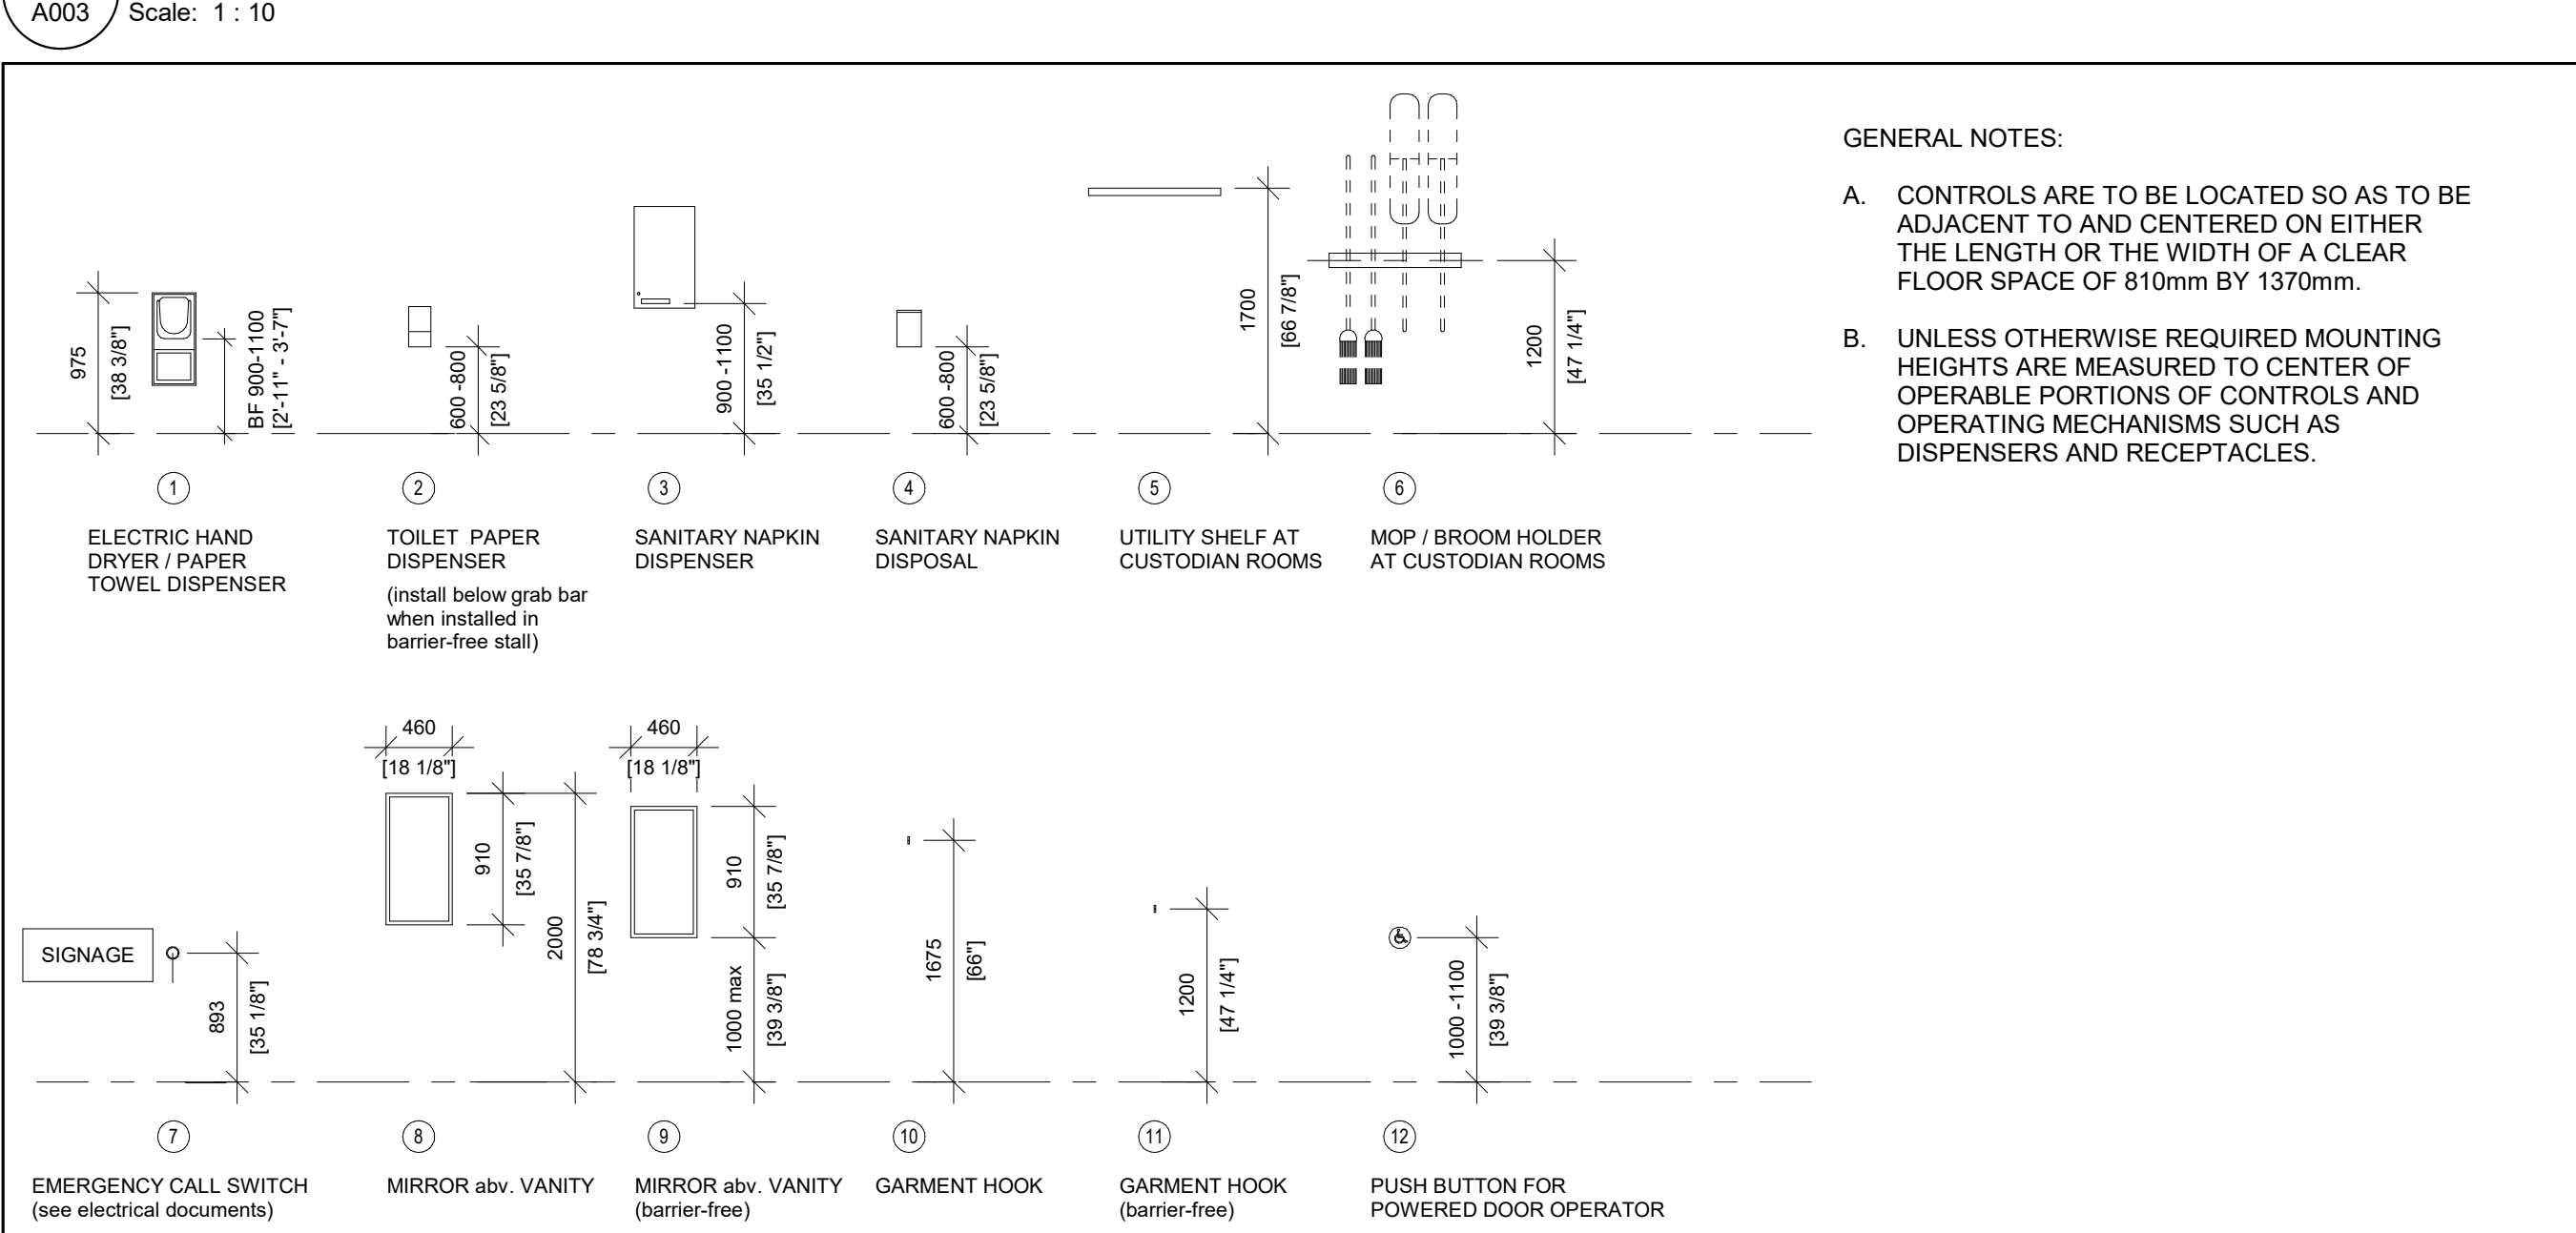 A003 Scale: 1 : 10
GENERAL NOTES:
A. CONTROLS ARE TO BE LOCATED SO AS TO BE
ADJACENT TO AND CENTERED ON EITHER
THE LENGTH OR THE WIDTH OF A CLEAR
FLOOR SPACE OF 810mm BY 1370mm.
B. UNLESS OTHERWISE REQUIRED MOUNTING
HEIGHTS ARE MEASURED TO CENTER OF
OPERABLE PORTIONS OF CONTROLS AND
OPERATING MECHANISMS SUCH AS
DISPENSERS AND RECEPTACLES.
975
[38 3/8"]
BF 900-1100
[2'-11" - 3'-7"]
1
ELECTRIC HAND
DRYER / PAPER
TOWEL DISPENSER
600 -800
[23 5/8"]
2
TOILET PAPER
DISPENSER
(install below grab bar
when installed in
barrier-free stall)
900 -1100
[35 1/2"]
3
SANITARY NAPKIN
DISPENSER
600 -800
[23 5/8"]
4
SANITARY NAPKIN
DISPOSAL
1700
[66 7/8"]
5
UTILITY SHELF AT
CUSTODIAN ROOMS
1200
[47 1/4"]
6
MOP / BROOM HOLDER
AT CUSTODIAN ROOMS
SIGNAGE
893
[35 1/8"]
7
EMERGENCY CALL SWITCH
(see electrical documents)
460
[18 1/8"]
910
[35 7/8"]
2000
[78 3/4"]
8
MIRROR abv. VANITY
460
[18 1/8"]
910
[35 7/8"]
1000 max
[39 3/8"]
9
MIRROR abv. VANITY
(barrier-free)
1675
[66"]
10
GARMENT HOOK
1200
[47 1/4"]
11
GARMENT HOOK
(barrier-free)
1000 -1100
[39 3/8"]
12
PUSH BUTTON FOR
POWERED DOOR OPERATOR